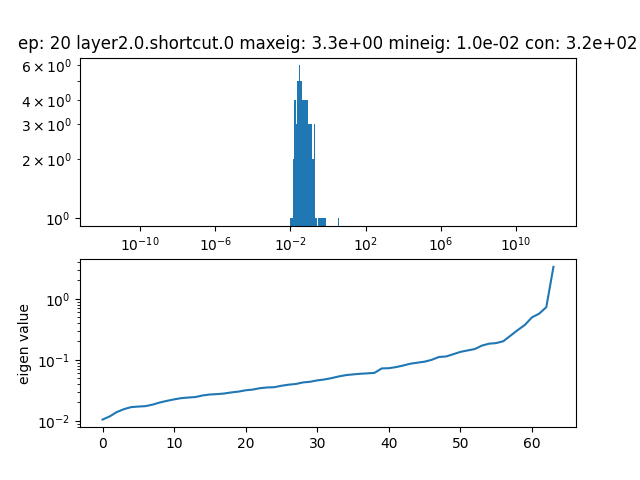 ep: 20 layer2.0.shortcut.0 maxeig: 3.3e+00 mineig: 1.0e-02 con: 3.2e+02
6 × 10⁰
4 × 10⁰
3 × 10⁰
2 × 10⁰
10⁰
10⁻¹⁰ 10⁻⁶ 10⁻² 10² 10⁶ 10¹⁰
eigen value
10⁰
10⁻¹
10⁻²
0 10 20 30 40 50 60